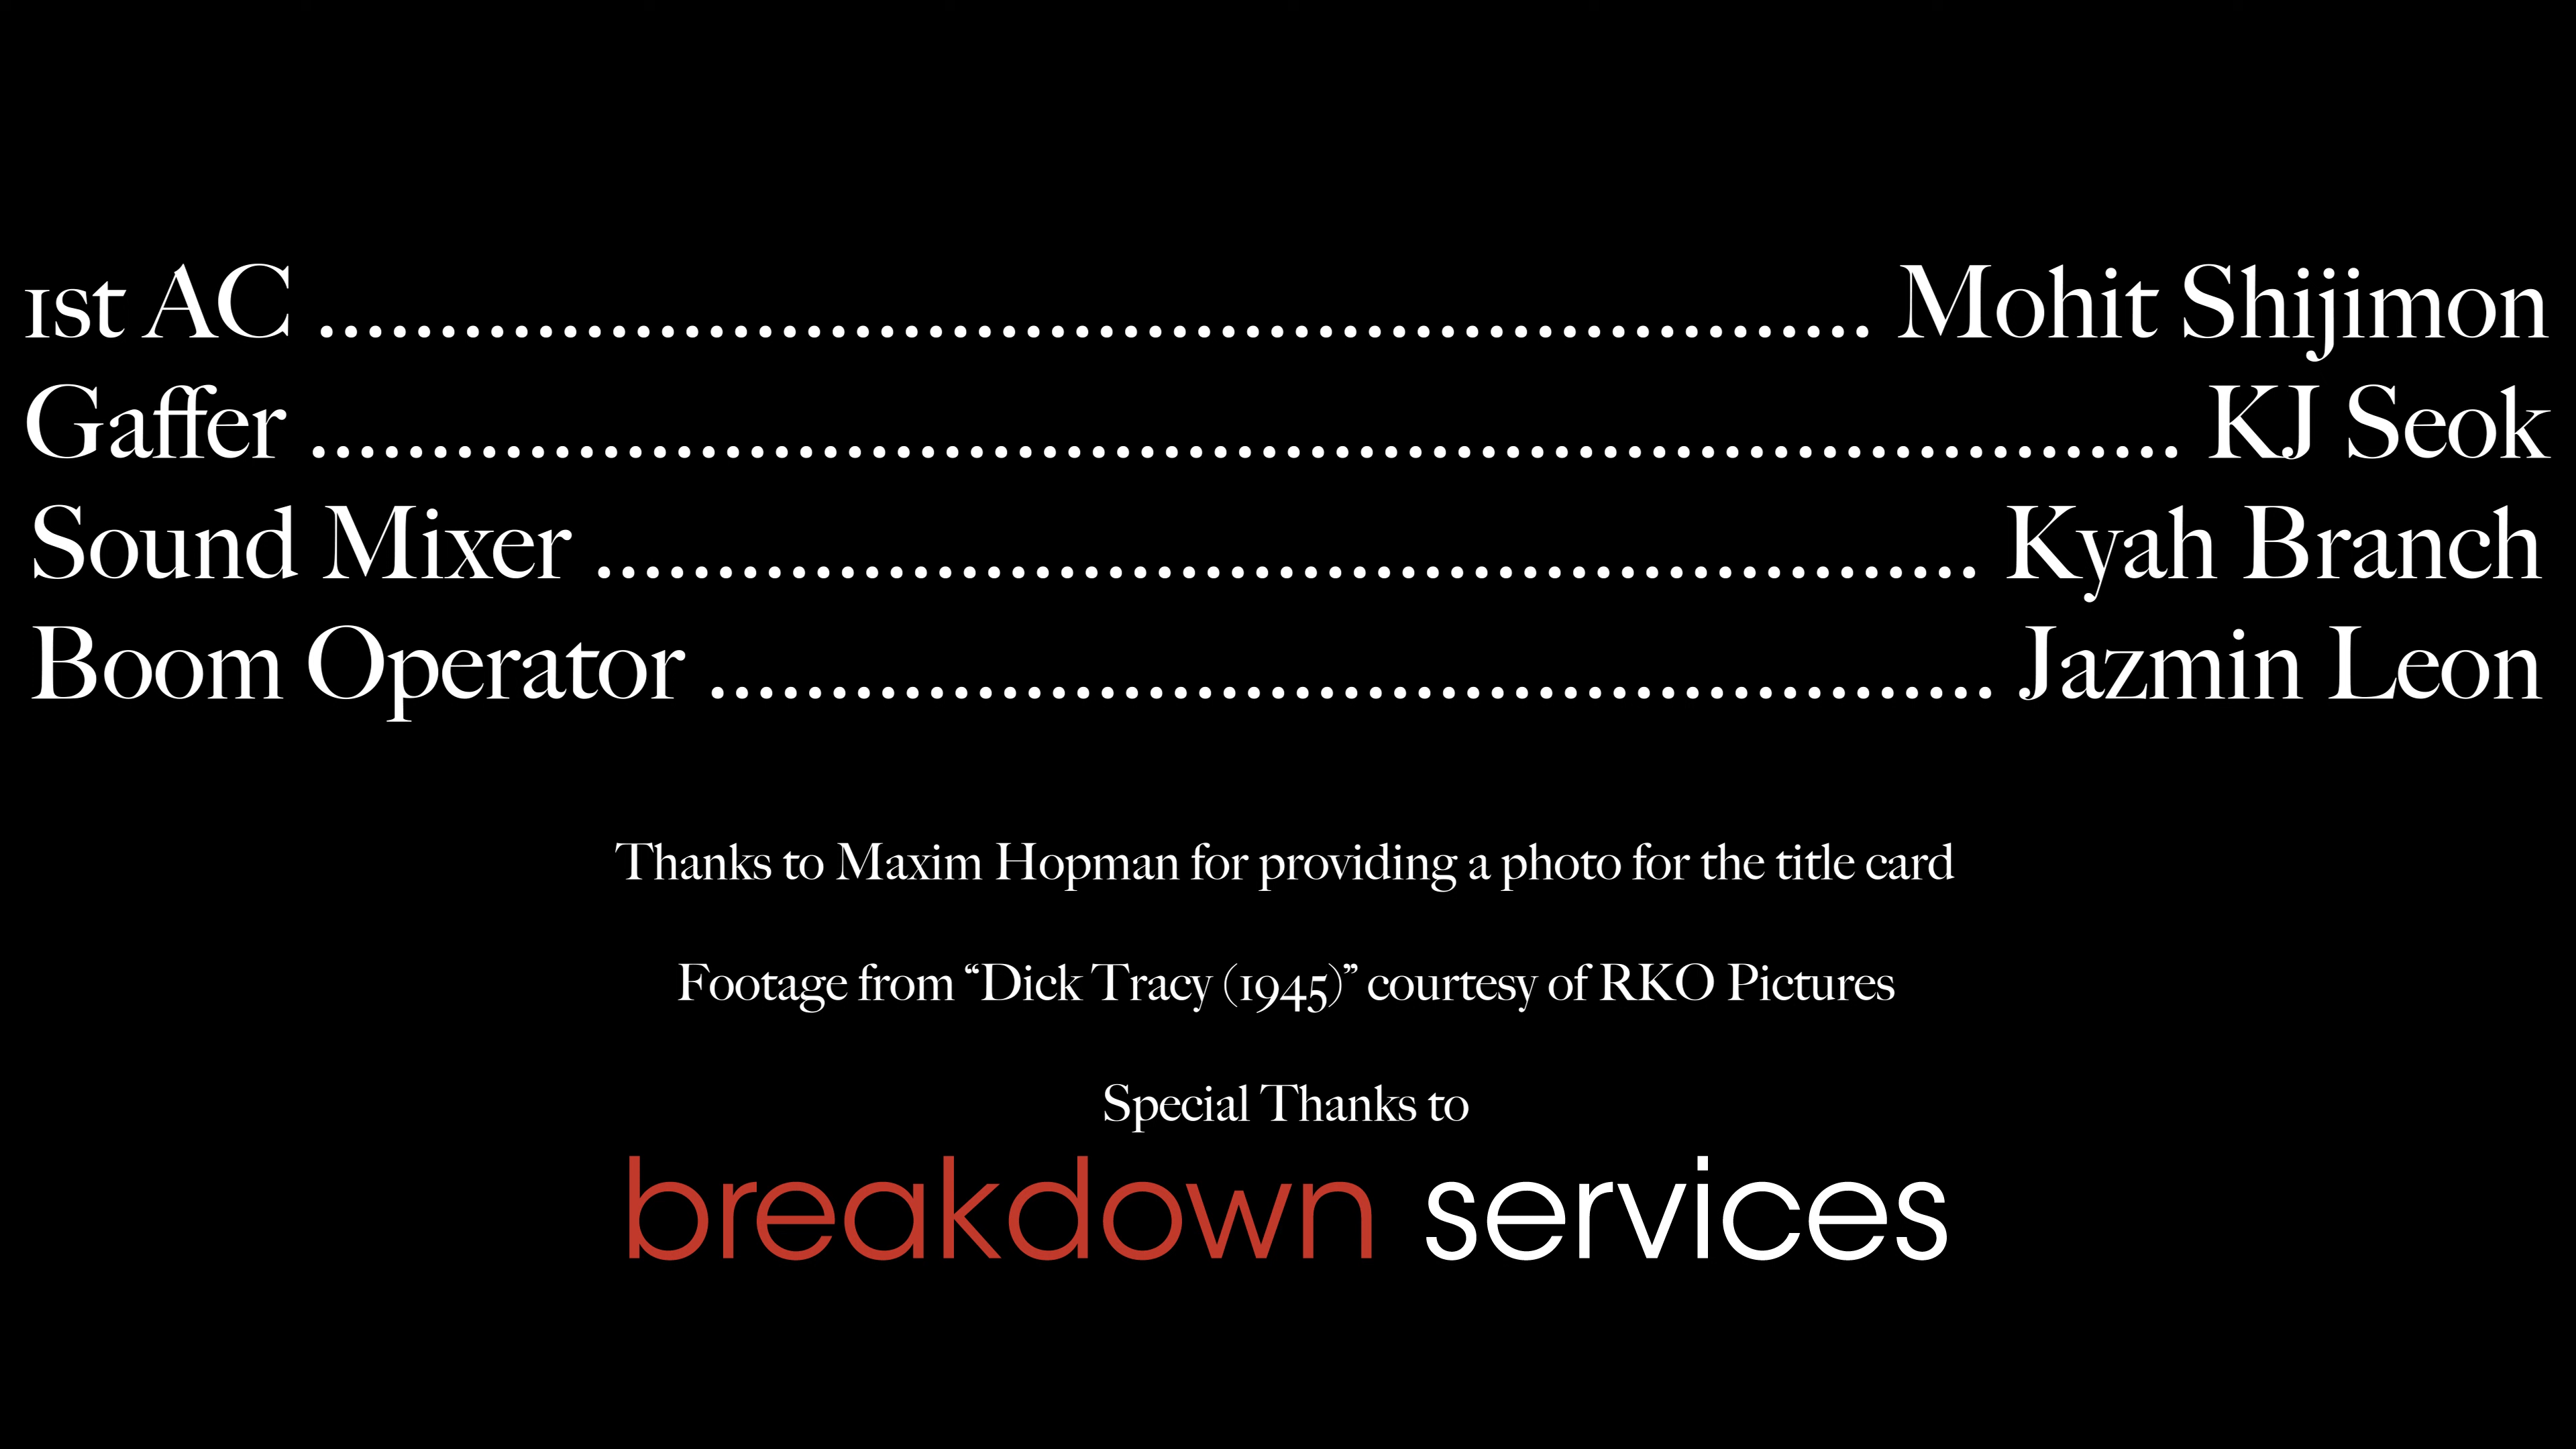 1st AC ................................................................ Mohit Shijimon
Gaffer ............................................................................. KJ Seok
Sound Mixer ......................................................... Kyah Branch
Boom Operator ..................................................... Jazmin Leon
Thanks to Maxim Hopman for providing a photo for the title card
Footage from “Dick Tracy (1945)” courtesy of RKO Pictures
Special Thanks to
breakdown services